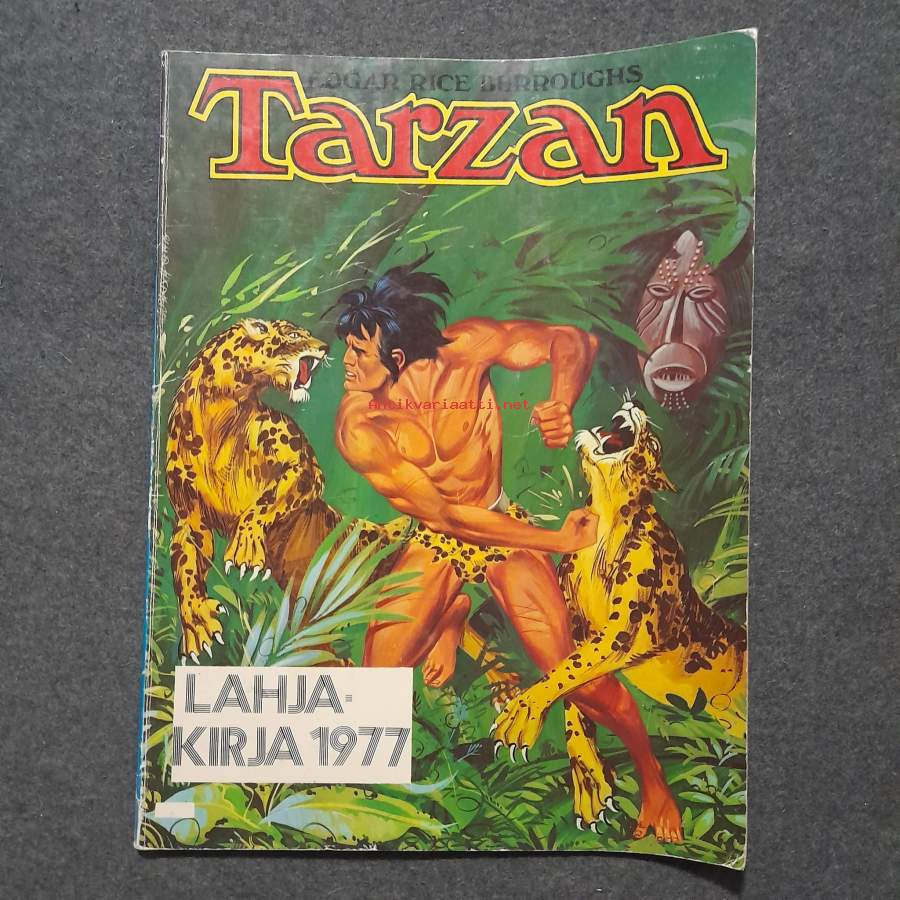 EDGAR RICE BURROUGHS
Tarzan
Antikvariaatti.net
LAHJA-
KIRJA 1977